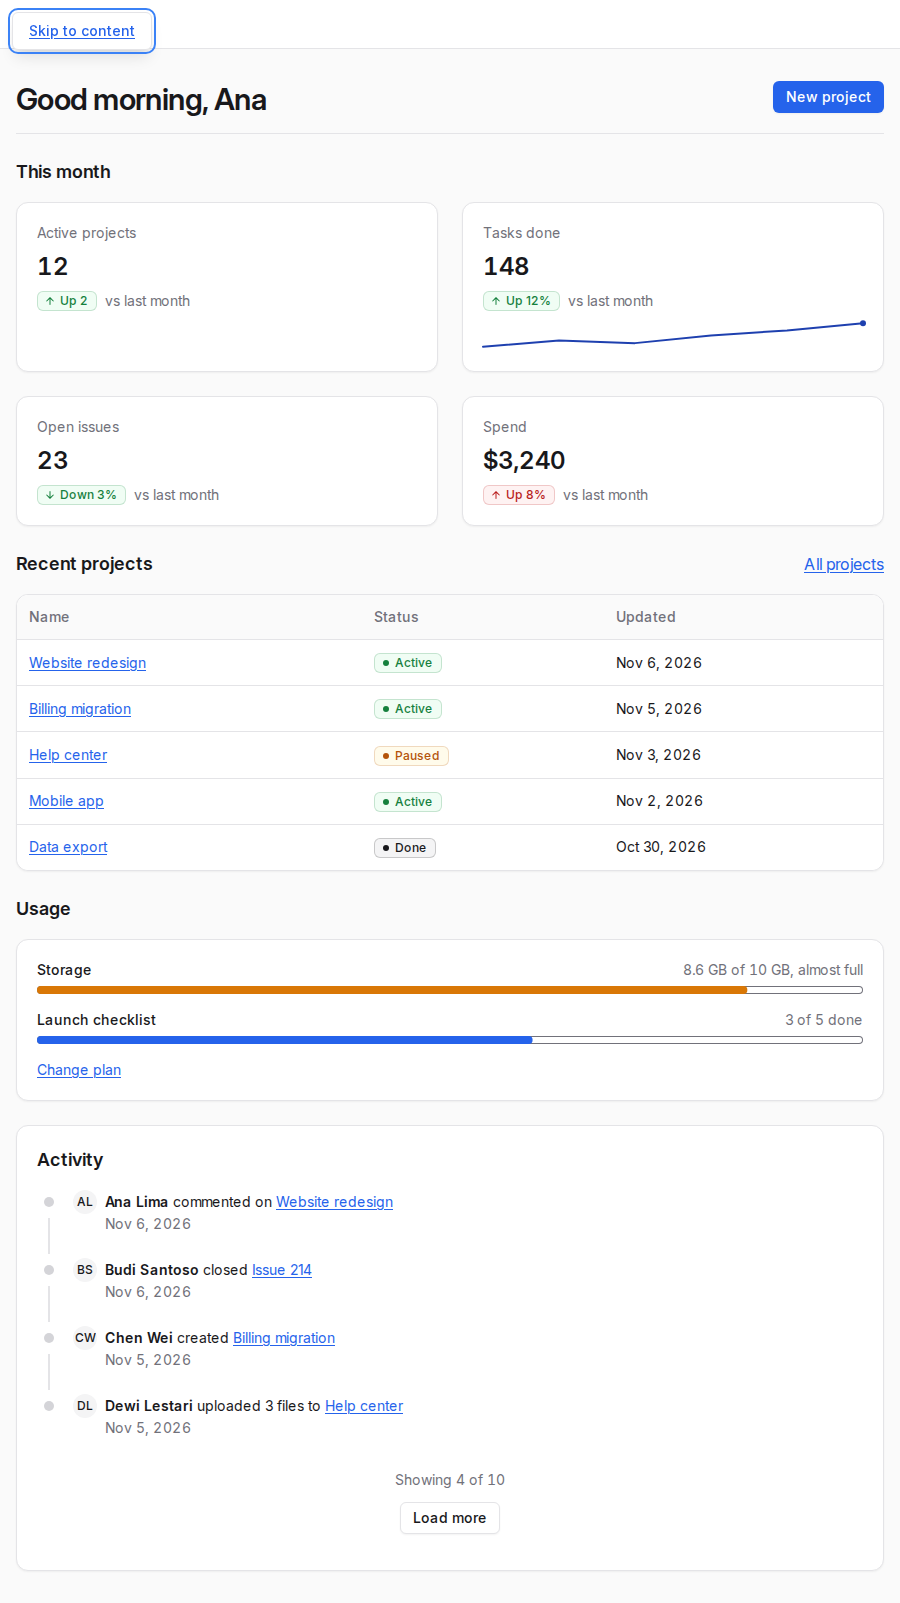 Skip to content
Good morning, Ana
New project
This month
Active projects
12
Up 2 vs last month
Tasks done
148
Up 12% vs last month
Open issues
23
Down 3% vs last month
Spend
$3,240
Up 8% vs last month
Recent projects
All projects
Name Status Updated
Website redesign Active Nov 6, 2026
Billing migration Active Nov 5, 2026
Help center Paused Nov 3, 2026
Mobile app Active Nov 2, 2026
Data export Done Oct 30, 2026
Usage
Storage 8.6 GB of 10 GB, almost full
Launch checklist 3 of 5 done
Change plan
Activity
AL Ana Lima commented on Website redesign
Nov 6, 2026
BS Budi Santoso closed Issue 214
Nov 6, 2026
CW Chen Wei created Billing migration
Nov 5, 2026
DL Dewi Lestari uploaded 3 files to Help center
Nov 5, 2026
Showing 4 of 10
Load more